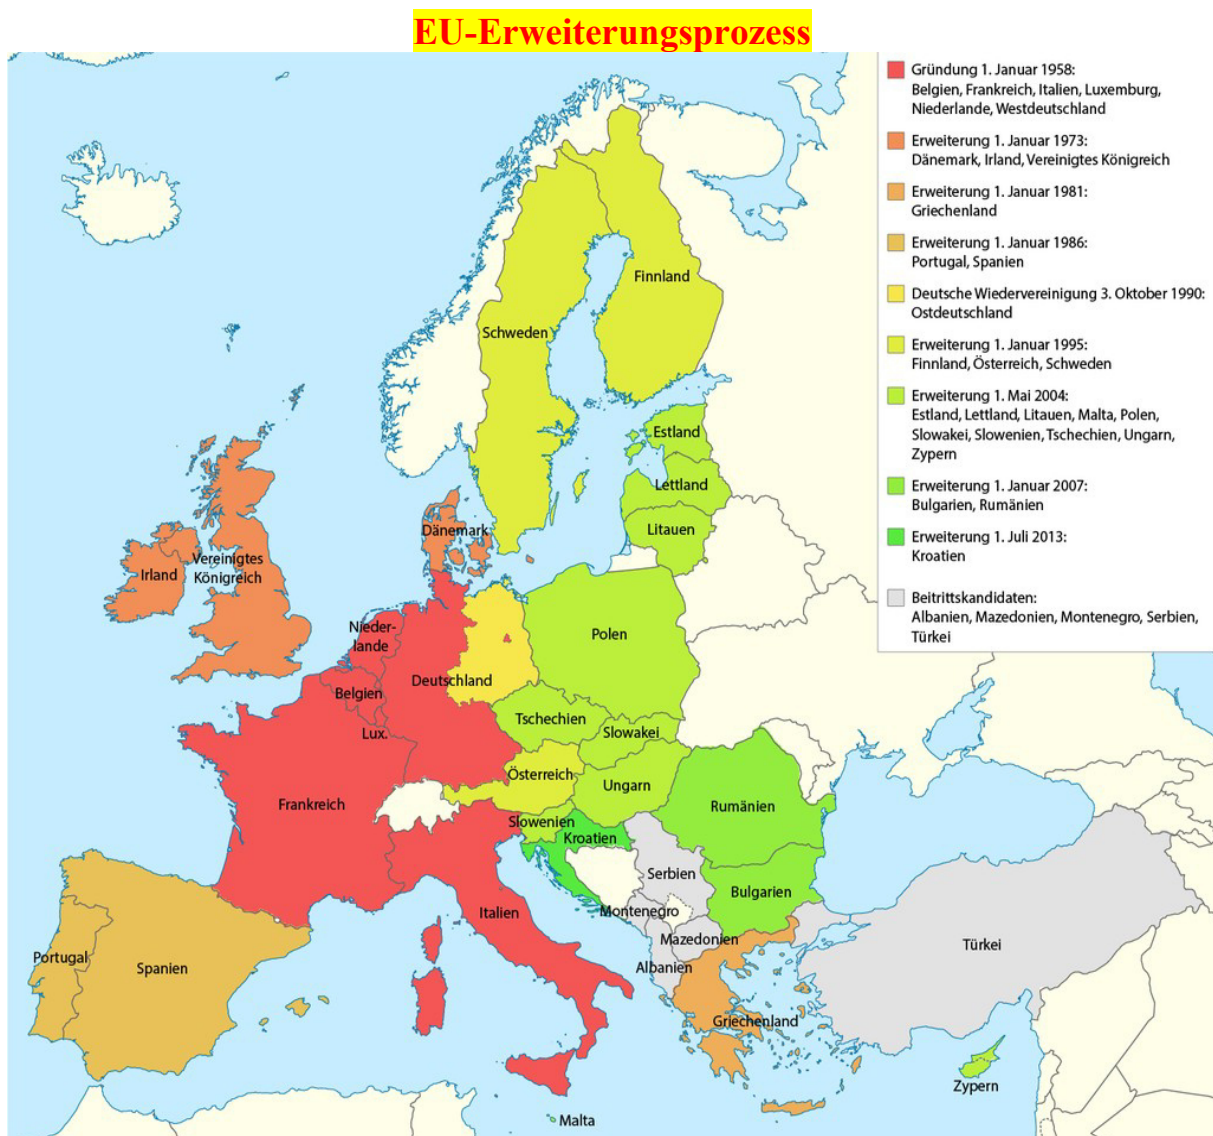 EU-Erweiterungsprozess
Gründung 1. Januar 1958:
Belgien, Frankreich, Italien, Luxemburg,
Niederlande, Westdeutschland
Erweiterung 1. Januar 1973:
Dänemark, Irland, Vereinigtes Königreich
Erweiterung 1. Januar 1981:
Griechenland
Erweiterung 1. Januar 1986:
Portugal, Spanien
Deutsche Wiedervereinigung 3. Oktober 1990:
Ostdeutschland
Erweiterung 1. Januar 1995:
Finnland, Österreich, Schweden
Erweiterung 1. Mai 2004:
Estland, Lettland, Litauen, Malta, Polen,
Slowakei, Slowenien, Tschechien, Ungarn,
Zypern
Erweiterung 1. Januar 2007:
Bulgarien, Rumänien
Erweiterung 1. Juli 2013:
Kroatien
Beitrittskandidaten:
Albanien, Mazedonien, Montenegro, Serbien,
Türkei
Finnland
Schweden
Estland
Lettland
Litauen
Dänemark
Vereinigtes
Königreich
Irland
Nieder-
lande
Polen
Deutschland
Belgien
Tschechien
Lux.
Slowakei
Österreich
Ungarn
Frankreich
Rumänien
Slowenien
Kroatien
Serbien
Bulgarien
Montenegro
Italien
Mazedonien
Türkei
Portugal
Spanien
Albanien
Griechenland
Zypern
Malta